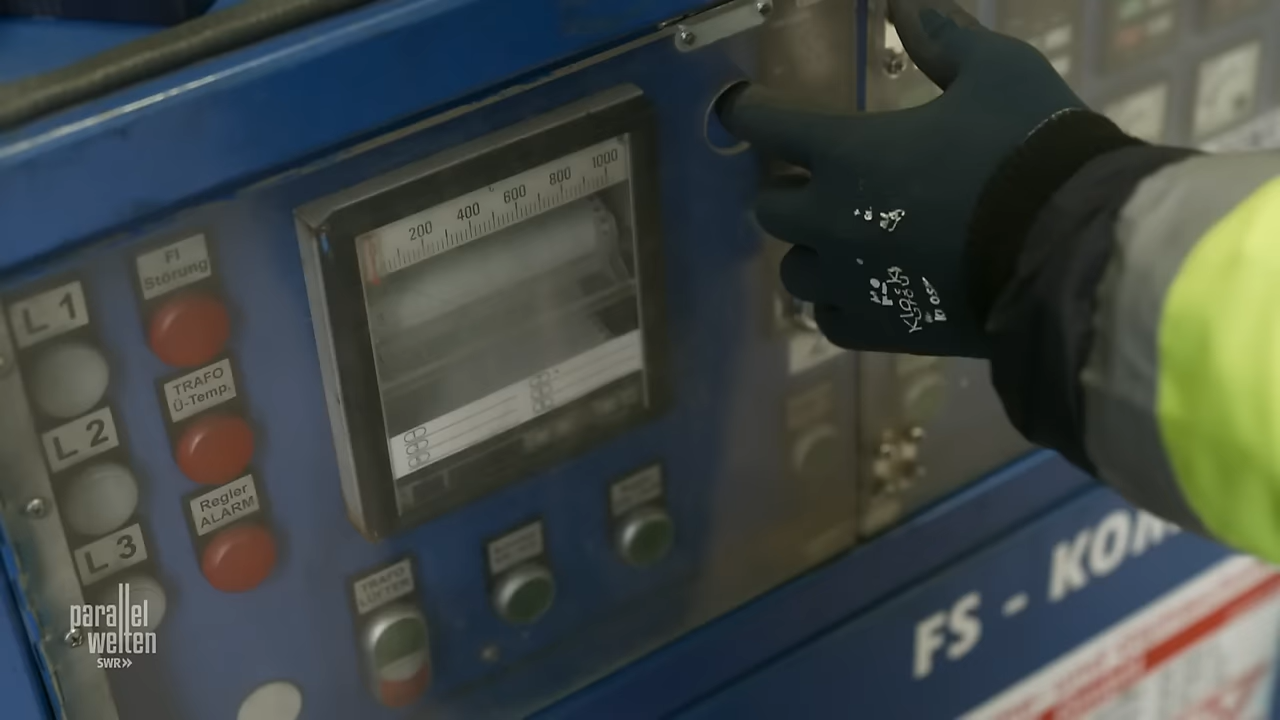 200 400 600 800 1000
°C
FI
Störung
L 1
TRAFO
Ü-Temp.
L 2
Regler
ALARM
L 3
TRAFO
LÜFTER
FS - KOM
parallel
welten
SWR»